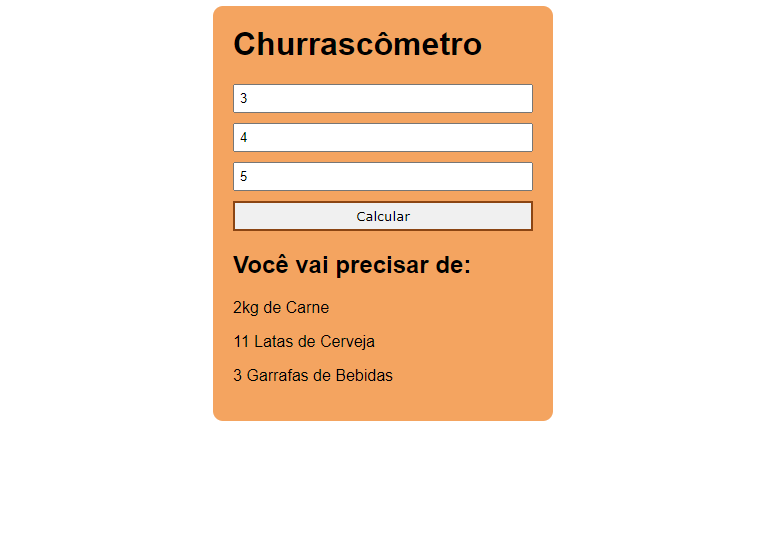 Churrascômetro
3
4
5
Calcular
Você vai precisar de:
2kg de Carne
11 Latas de Cerveja
3 Garrafas de Bebidas